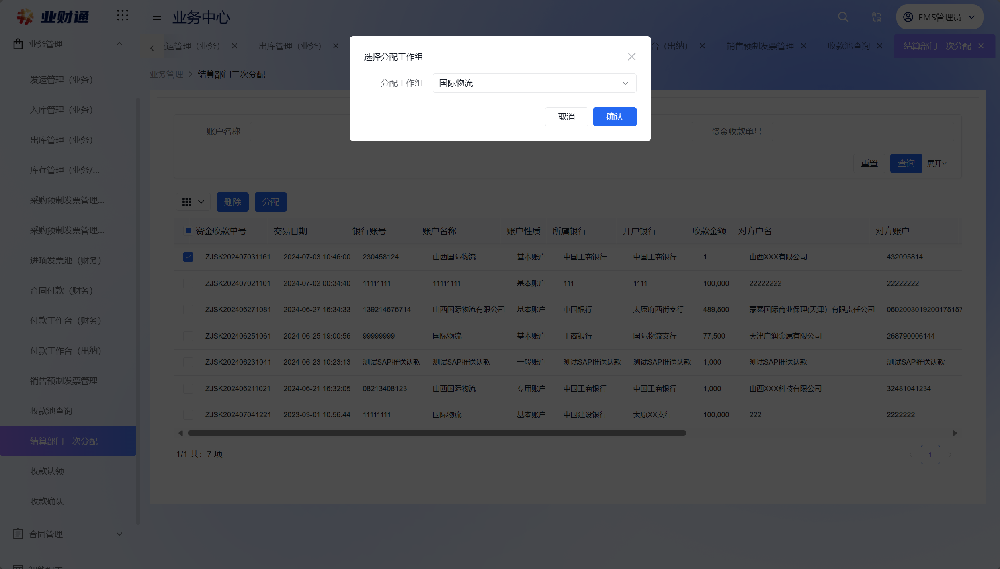 业财通
业务中心
EMS管理员
业务管理
发运管理（业务）
出库管理（业务）
台（出纳）
销售预制发票管理
收款池查询
结算部门二次分配
选择分配工作组
分配工作组
国际物流
取消
确认
业务管理 > 结算部门二次分配
发运管理（业务）
入库管理（业务）
出库管理（业务）
库存管理（业务/...
采购预制发票管理...
采购预制发票管理...
进项发票池（财务）
合同付款（财务）
付款工作台（财务）
付款工作台（出纳）
销售预制发票管理
收款池查询
结算部门二次分配
收款认领
收款确认
合同管理
账户名称
资金收款单号
重置
查询
展开
删除
分配
资金收款单号 交易日期 银行账号 账户名称 账户性质 所属银行 开户银行 收款金额 对方户名 对方账户
ZJSK202407031161 2024-07-03 10:46:00 230458124 山西国际物流 基本账户 中国工商银行 中国工商银行 1 山西XXX有限公司 432095814
ZJSK202407021101 2024-07-02 00:34:40 11111111 11111111 基本账户 111 1111 100,000 22222222 22222222
ZJSK202406271081 2024-06-27 16:34:33 139214675714 山西国际物流有限公司 基本账户 中国银行 太原府西街支行 489,500 蒙泰国际商业保理(天津）有限责任公司 0602003019200175157
ZJSK202406251061 2024-06-25 19:00:56 99999999 国际物流 基本账户 工商银行 国际物流支行 77,500 天津启润金属有限公司 268790006144
ZJSK202406231041 2024-06-23 10:23:13 测试SAP推送认款 测试SAP推送认款 一般账户 测试SAP推送认款 测试SAP推送认款 1,000 测试SAP推送认款 测试SAP推送认款
ZJSK202406211021 2024-06-21 16:32:05 08213408123 山西国际物流 专用账户 中国工商银行 中国工商银行 1,000 山西XXX科技有限公司 32481041234
ZJSK202407041221 2023-03-01 10:56:44 11111111 国际物流 基本账户 中国建设银行 太原XX支行 100,000 222 2222222
1/1 共：7 项
1